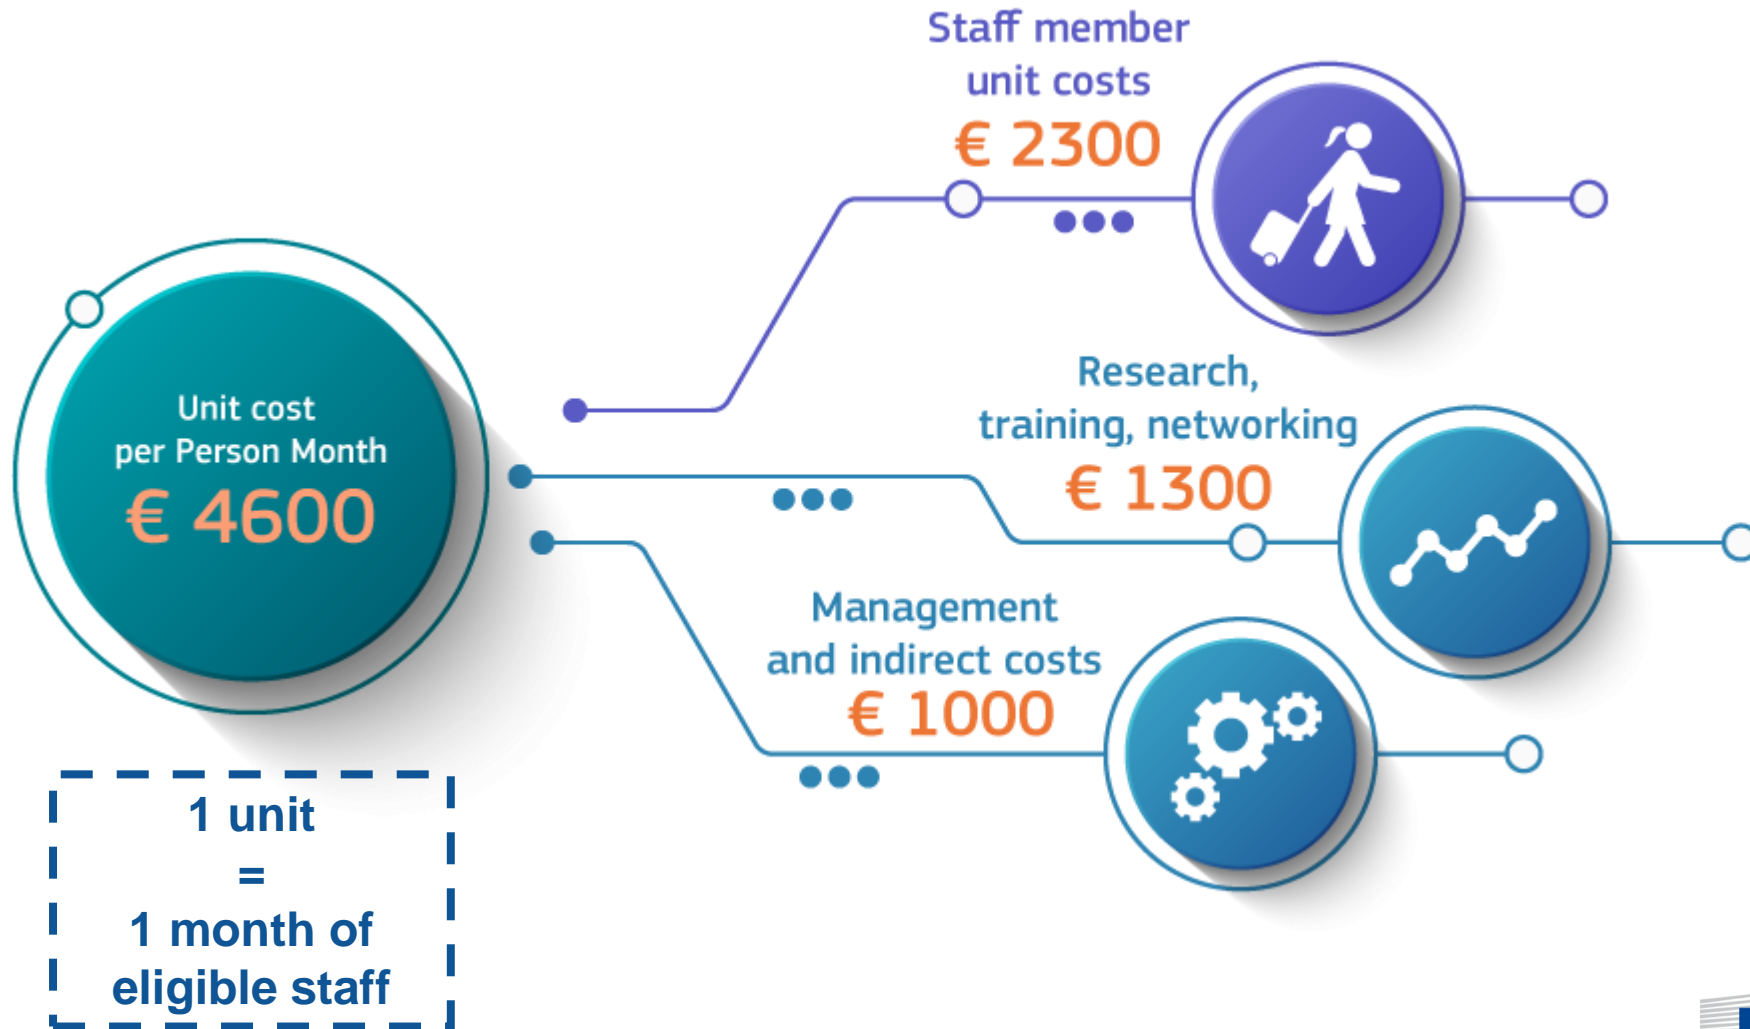 Staff member
unit costs
€ 2300
Research,
training, networking
€ 1300
Unit cost
per Person Month
€ 4600
Management
and indirect costs
€ 1000
1 unit
=
1 month of
eligible staff